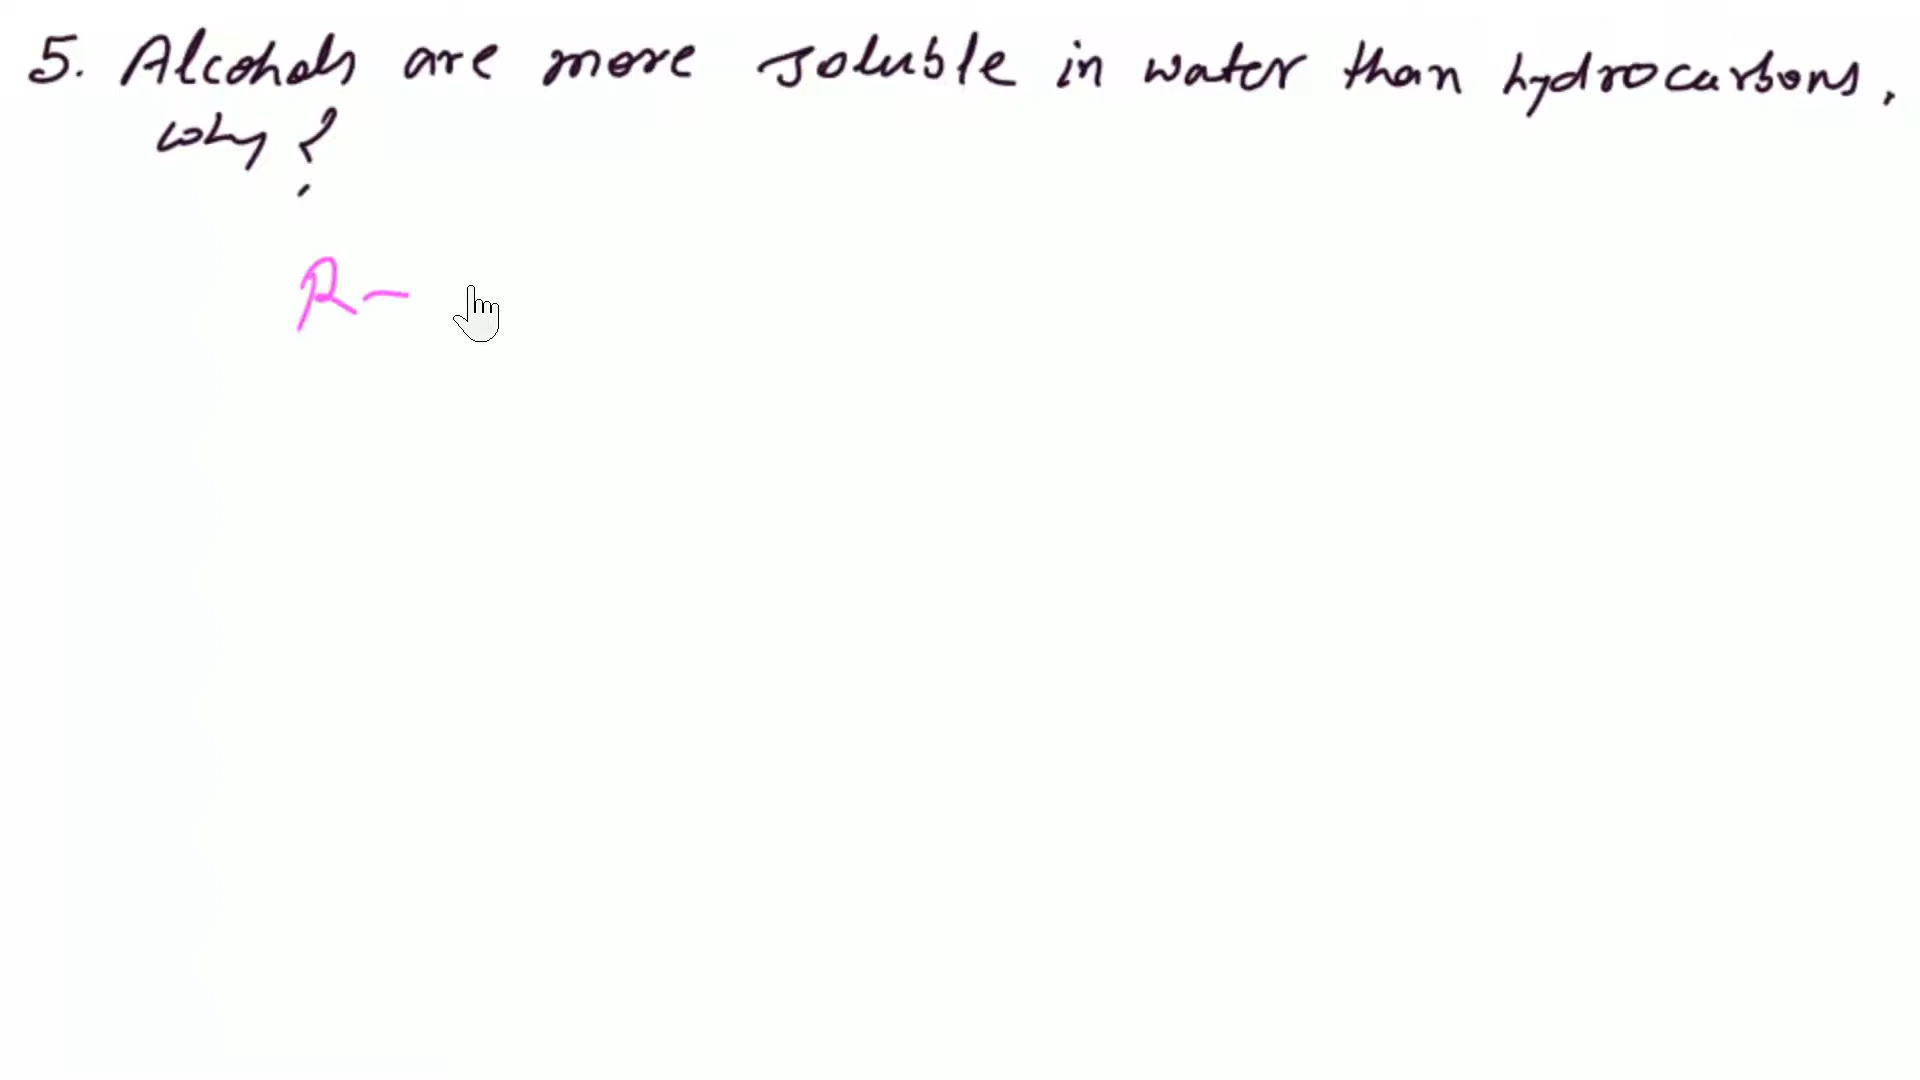 5. Alcohols are more soluble in water than hydrocarbons.
why?
R-